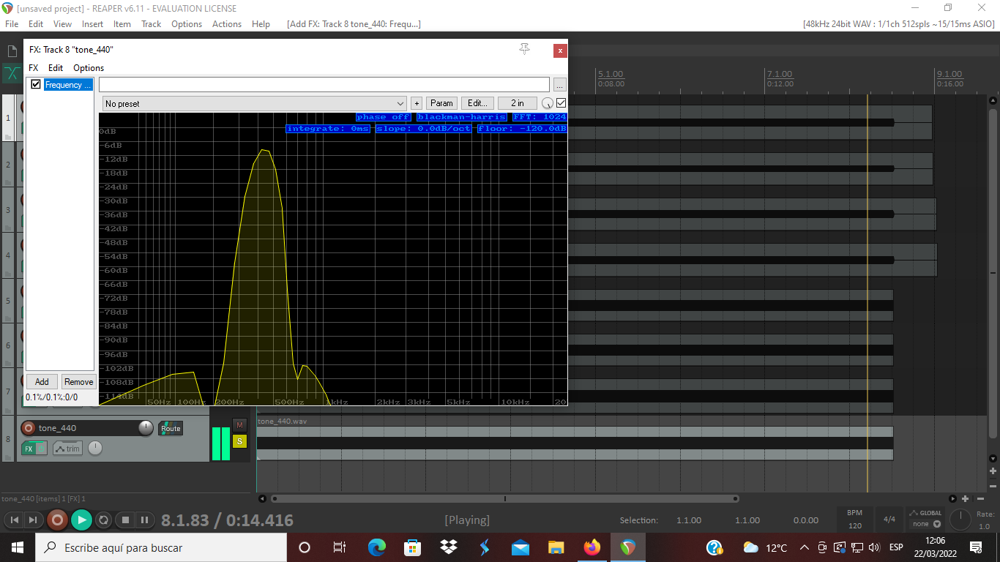 [unsaved project] - REAPER v6.11 - EVALUATION LICENSE
File Edit View Insert Item Track Options Actions Help [Add FX: Track 8 tone_440: Frequ...] [48kHz 24bit WAV : 1/1ch 512spls ~15/15ms ASIO]
FX: Track 8 "tone_440" x
FX Edit Options
Frequency ... ...
No preset + Param Edit... 2 in
phase off blackman-harris FFT: 1024
integrate: 0ms slope: 0.0dB/oct floor: -120.0dB
0dB
-6dB
-12dB
-18dB
-24dB
-30dB
-36dB
-42dB
-48dB
-54dB
-60dB
-66dB
-72dB
-78dB
-84dB
-90dB
-96dB
-102dB
-108dB
-114dB
50Hz 100Hz 200Hz 500Hz 1kHz 2kHz 3kHz 5kHz 10kHz 20
Add Remove
0.1%/0.1%:0/0
5.1.00 7.1.00 9.1.00
0:08.00 0:12.00 0:16.00
1
2
3
4
5
6
7
8
tone_440 Route M
FX trim S
tone_440.wav
tone_440 [items] 1 [FX] 1
8.1.83 / 0:14.416 [Playing] Selection: 1.1.00 1.1.00 0.0.00
BPM
120
4/4
GLOBAL
none
Rate:
1.0
Escribe aquí para buscar
12°C ESP
12:06
22/03/2022